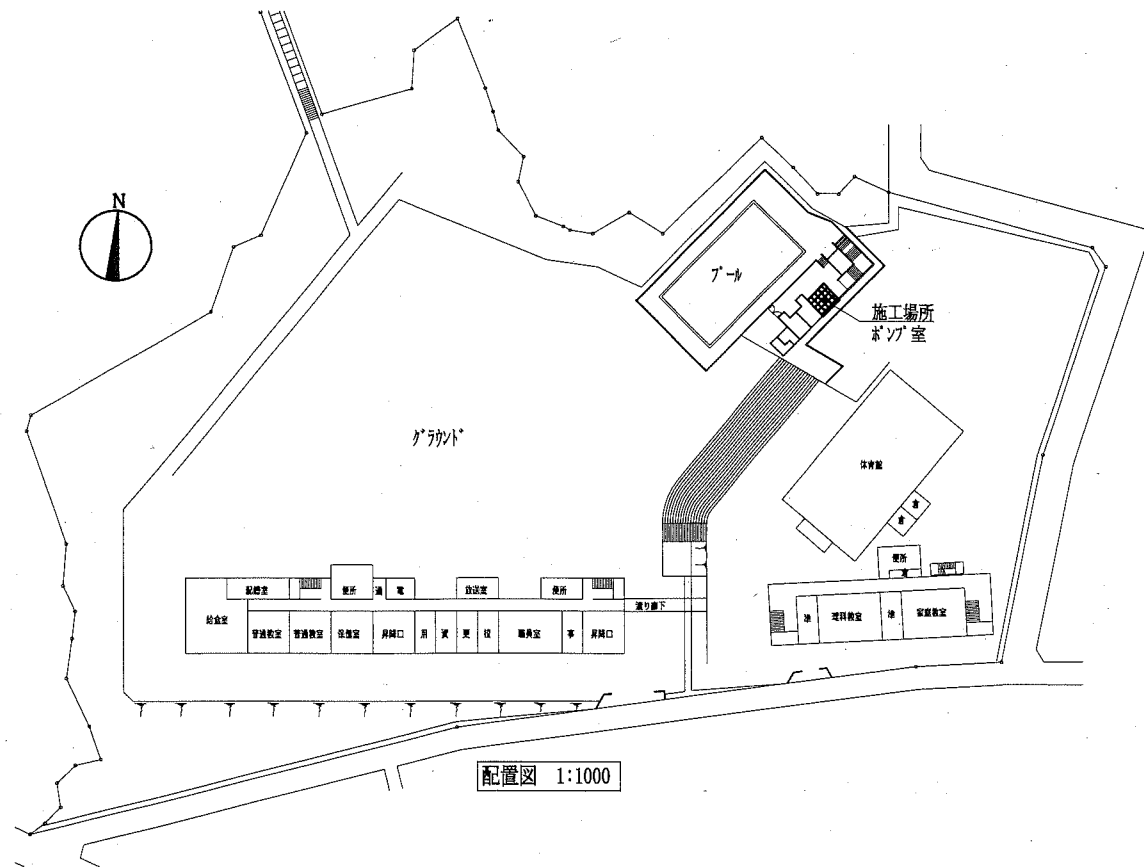 N
プール
施工場所
ポンプ室
グラウンド
体育館
倉
倉
便所
倉
配膳室
便所
電
放送室
便所
渡り廊下
給食室
普通教室
普通教室
保健室
昇降口
用
資
更
校
職員室
事
昇降口
準
理科教室
準
家庭教室
配置図 1:1000